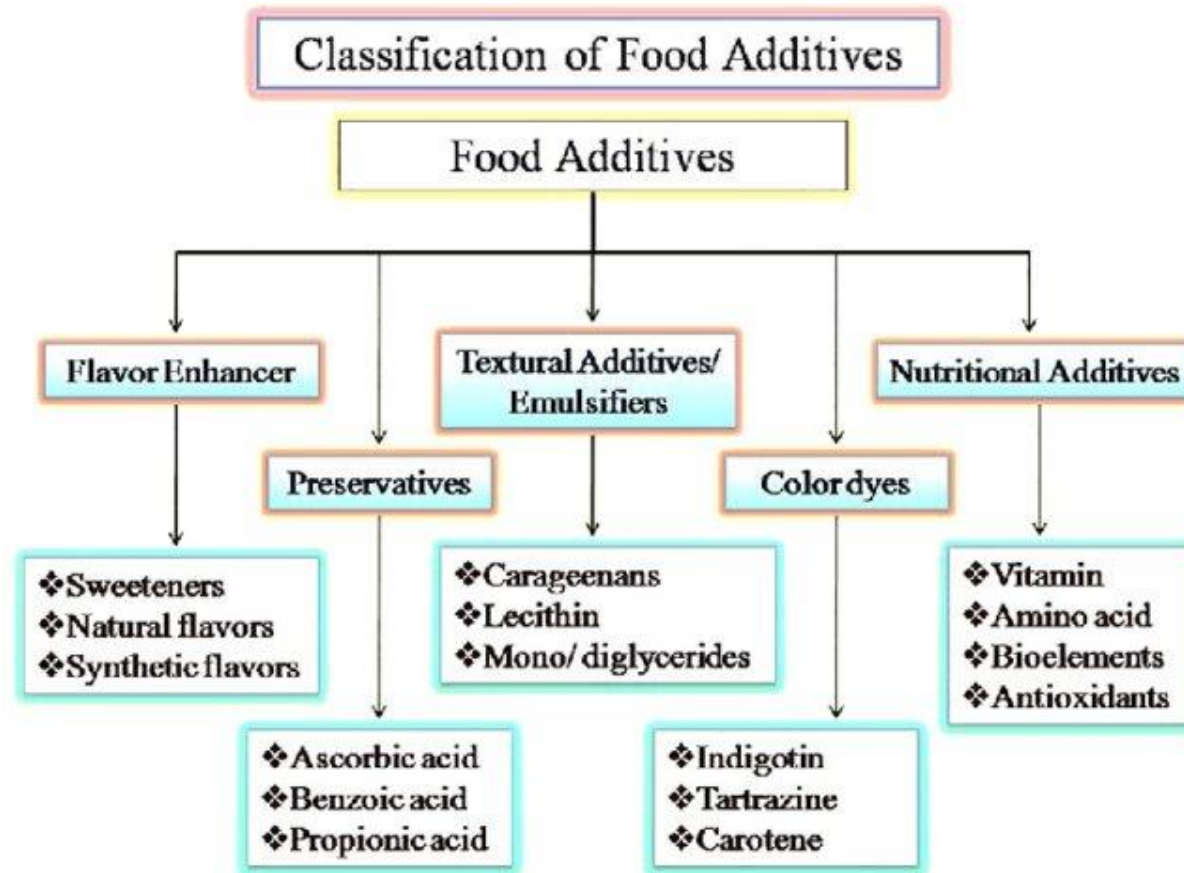 Classification of Food Additives
Food Additives
Flavor Enhancer
Textural Additives/
Emulsifiers
Nutritional Additives
Preservatives
Color dyes
❖Sweeteners
❖Natural flavors
❖Synthetic flavors
❖Carageenans
❖Lecithin
❖Mono/ diglycerides
❖Vitamin
❖Amino acid
❖Bioelements
❖Antioxidants
❖Ascorbic acid
❖Benzoic acid
❖Propionic acid
❖Indigotin
❖Tartrazine
❖Carotene